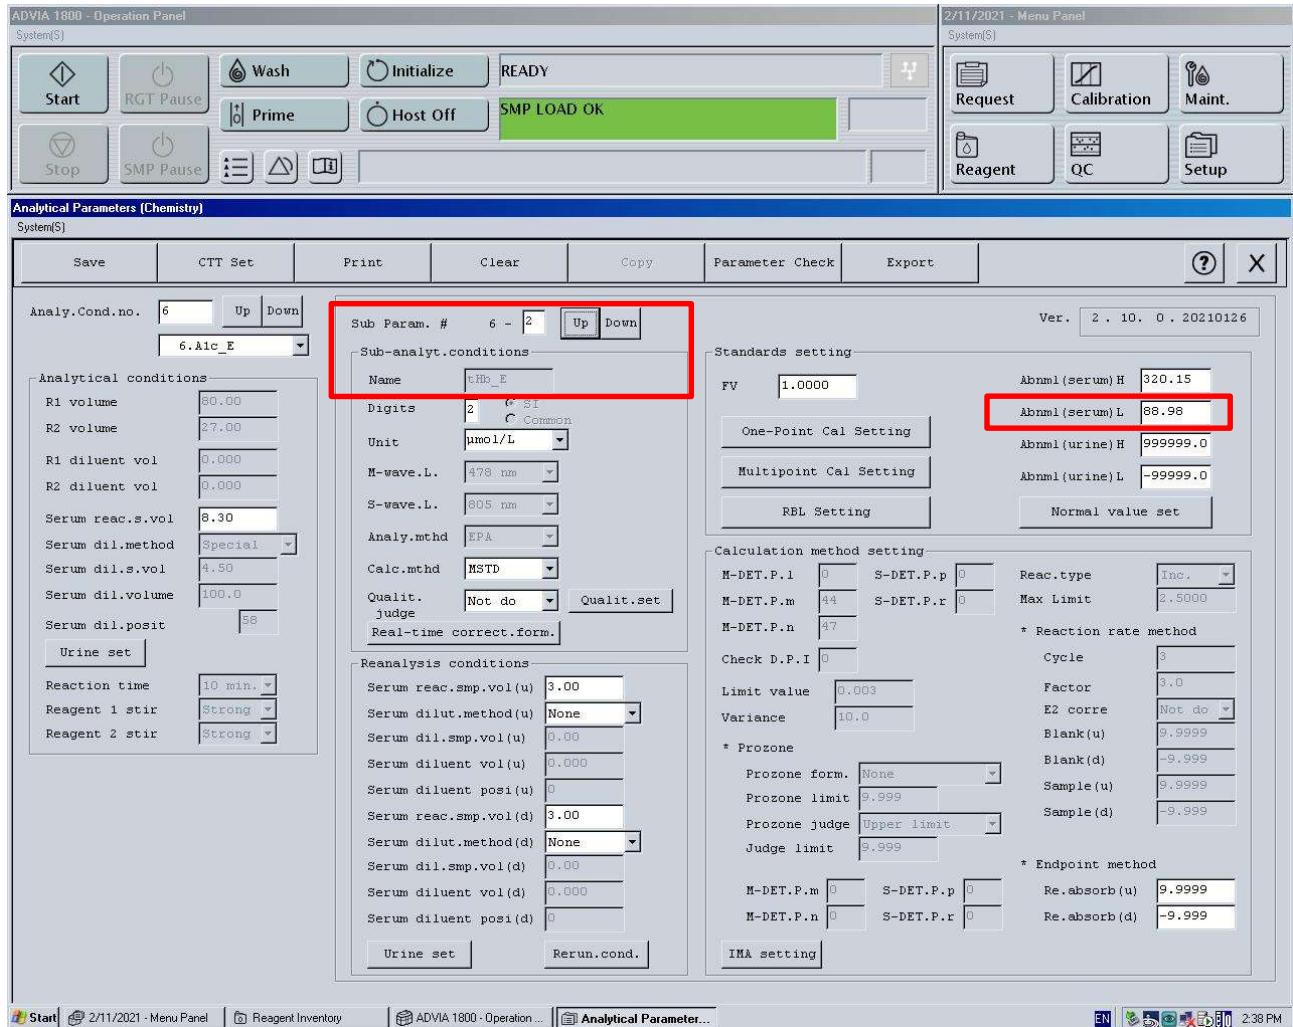 ADVIA 1800 - Operation Panel
System(S)
Start
RGT Pause
Wash
Initialize
READY
Prime
Host Off
SMP LOAD OK
Stop
SMP Pause
2/11/2021 - Menu Panel
System(S)
Request
Calibration
Maint.
Reagent
QC
Setup
Analytical Parameters (Chemistry)
System(S)
Save
CTT Set
Print
Clear
Copy
Parameter Check
Export
?
X
Analy.Cond.no. 6 Up Down
6.A1c_E
Analytical conditions
R1 volume 80.00
R2 volume 27.00
R1 diluent vol 0.000
R2 diluent vol 0.000
Serum reac.s.vol 8.30
Serum dil.method Special
Serum dil.s.vol 4.50
Serum dil.volume 100.0
Serum dil.posit 58
Urine set
Reaction time 10 min.
Reagent 1 stir Strong
Reagent 2 stir Strong
Sub Param. # 6 - 2 Up Down
Sub-analyt.conditions
Name tHb_E
Digits 2 SI
Common
Unit µmol/L
M-wave.L. 478 nm
S-wave.L. 805 nm
Analy.mthd EPA
Calc.mthd MSTD
Qualit.
judge Not do Qualit.set
Real-time correct.form.
Reanalysis conditions
Serum reac.smp.vol(u) 3.00
Serum dilut.method(u) None
Serum dil.smp.vol(u) 0.00
Serum diluent vol(u) 0.000
Serum diluent posi(u) 0
Serum reac.smp.vol(d) 3.00
Serum dilut.method(d) None
Serum dil.smp.vol(d) 0.00
Serum diluent vol(d) 0.000
Serum diluent posi(d) 0
Urine set
Rerun.cond.
Ver. 2. 10. 0. 20210126
Standards setting
FV 1.0000
One-Point Cal Setting
Multipoint Cal Setting
RBL Setting
Abnml(serum)H 320.15
Abnml(serum)L 88.98
Abnml(urine)H 999999.0
Abnml(urine)L -99999.0
Normal value set
Calculation method setting
M-DET.P.l 0 S-DET.P.p 0
M-DET.P.m 44 S-DET.P.r 0
M-DET.P.n 47
Check D.P.I 0
Limit value 0.003
Variance 10.0
* Prozone
Prozone form. None
Prozone limit 9.999
Prozone judge Upper limit
Judge limit 9.999
M-DET.P.m 0 S-DET.P.p 0
M-DET.P.n 0 S-DET.P.r 0
IMA setting
Reac.type Inc.
Max Limit 2.5000
* Reaction rate method
Cycle 3
Factor 3.0
E2 corre Not do
Blank(u) 9.9999
Blank(d) -9.999
Sample(u) 9.9999
Sample(d) -9.999
* Endpoint method
Re.absorb(u) 9.9999
Re.absorb(d) -9.999
Start
2/11/2021 - Menu Panel
Reagent Inventory
ADVIA 1800 - Operation ...
Analytical Parameter...
EN
2:38 PM